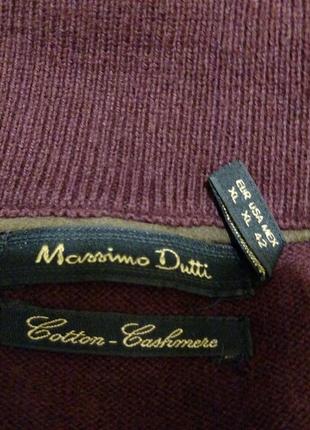 EUR USA MEX
XL XL 42
Massimo Dutti
Cotton - Cashmere